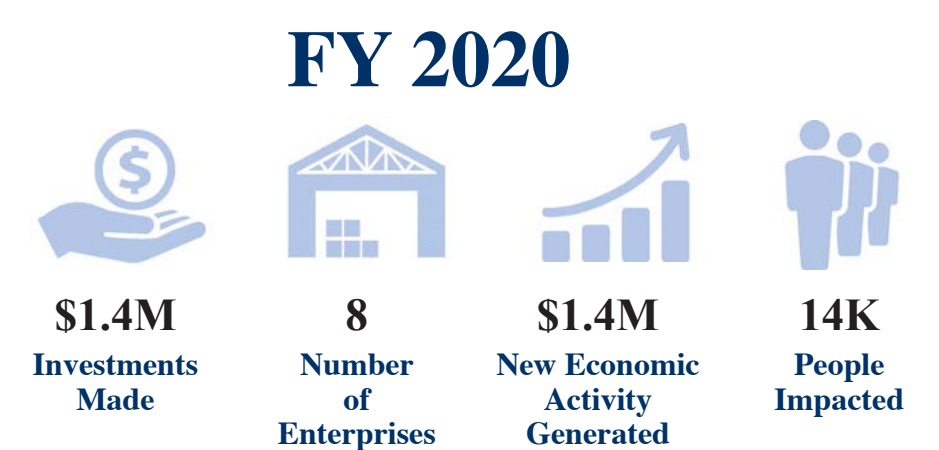 FY 2020
$
$1.4M
Investments
Made
8
Number
of
Enterprises
$1.4M
New Economic
Activity
Generated
14K
People
Impacted